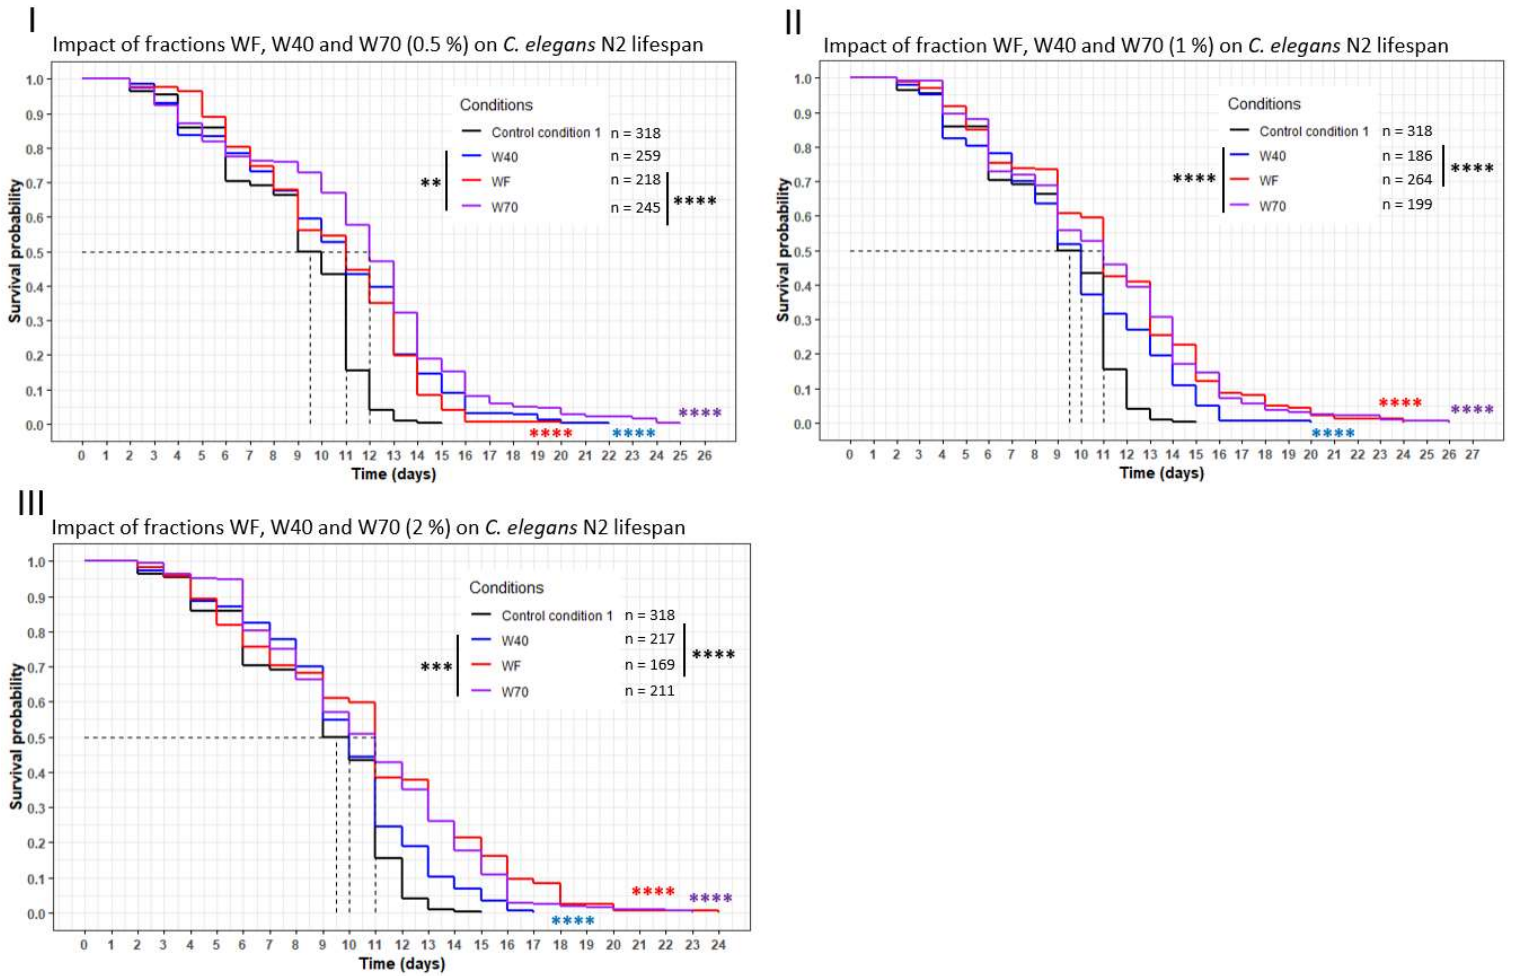 I
Impact of fractions WF, W40 and W70 (0.5 %) on C. elegans N2 lifespan
Survival probability
1.0
0.9
0.8
0.7
0.6
0.5
0.4
0.3
0.2
0.1
0.0
Conditions
Control condition 1 n = 318
W40 n = 259
WF n = 218
W70 n = 245
**
****
****
****
****
0 1 2 3 4 5 6 7 8 9 10 11 12 13 14 15 16 17 18 19 20 21 22 23 24 25 26
Time (days)
II
Impact of fraction WF, W40 and W70 (1 %) on C. elegans N2 lifespan
Survival probability
1.0
0.9
0.8
0.7
0.6
0.5
0.4
0.3
0.2
0.1
0.0
Conditions
Control condition 1 n = 318
W40 n = 186
WF n = 264
W70 n = 199
****
****
****
****
****
0 1 2 3 4 5 6 7 8 9 10 11 12 13 14 15 16 17 18 19 20 21 22 23 24 25 26 27
Time (days)
III
Impact of fractions WF, W40 and W70 (2 %) on C. elegans N2 lifespan
Survival probability
1.0
0.9
0.8
0.7
0.6
0.5
0.4
0.3
0.2
0.1
0.0
Conditions
Control condition 1 n = 318
W40 n = 217
WF n = 169
W70 n = 211
***
****
****
****
****
0 1 2 3 4 5 6 7 8 9 10 11 12 13 14 15 16 17 18 19 20 21 22 23 24
Time (days)